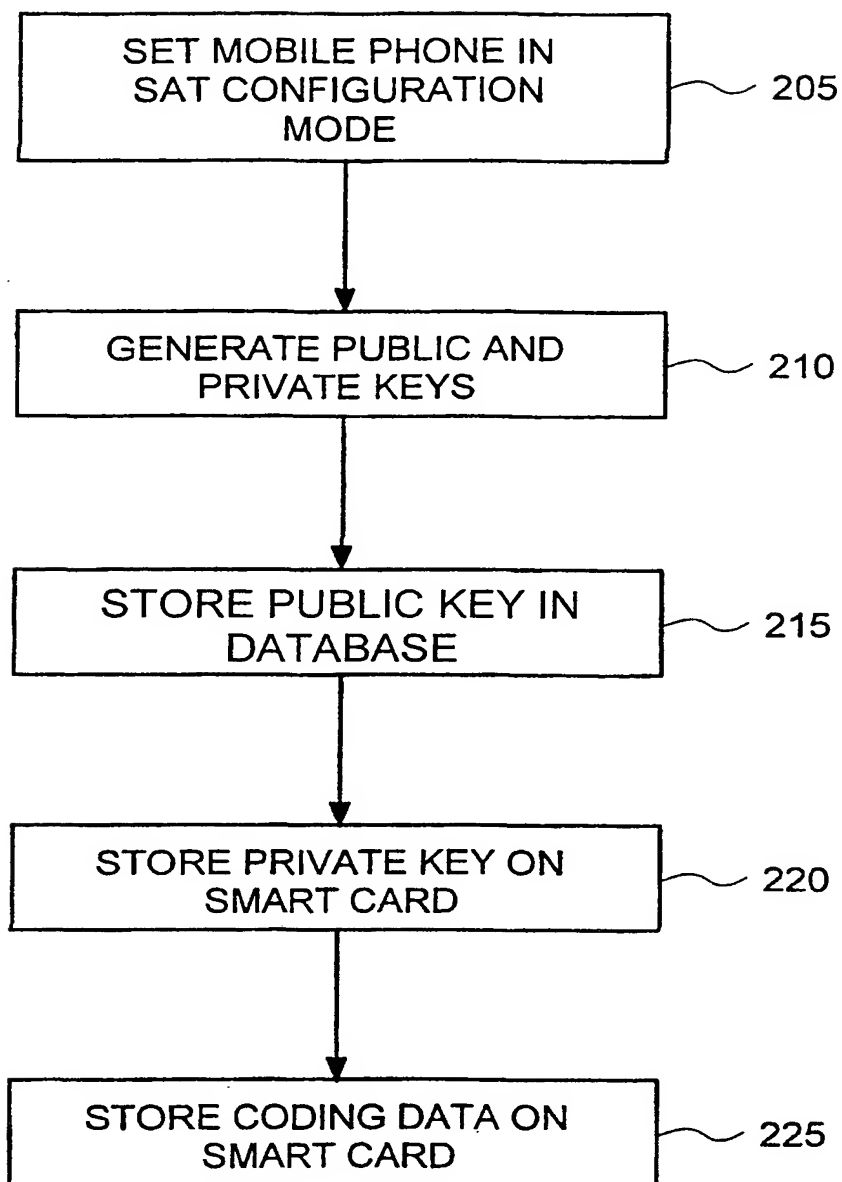 SET MOBILE PHONE IN
SAT CONFIGURATION
MODE
205
GENERATE PUBLIC AND
PRIVATE KEYS
210
STORE PUBLIC KEY IN
DATABASE
215
STORE PRIVATE KEY ON
SMART CARD
220
STORE CODING DATA ON
SMART CARD
225